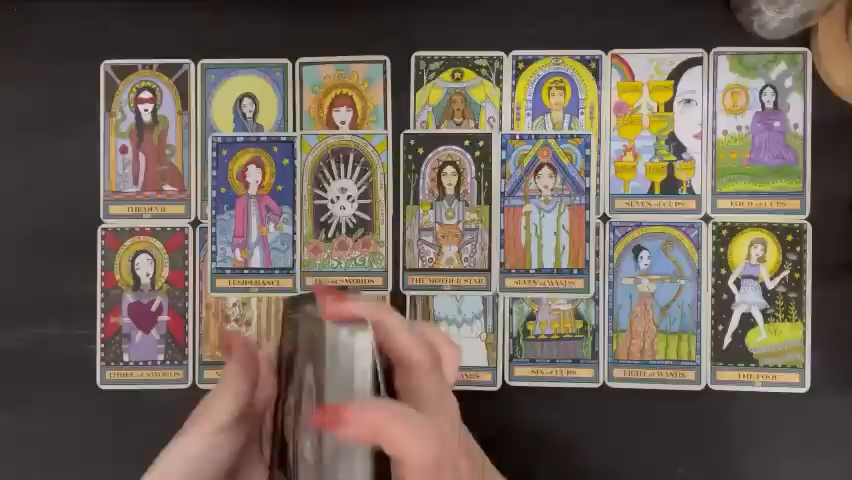 THE DEVIL
SEVEN of CUPS
FOUR of CUPS
TEMPERANCE
TEN of SWORDS
THE MOTHER STAR
SEVEN of WANDS
THREE of SWORDS
SIX of CUPS
EIGHT of WANDS
THE FOOL